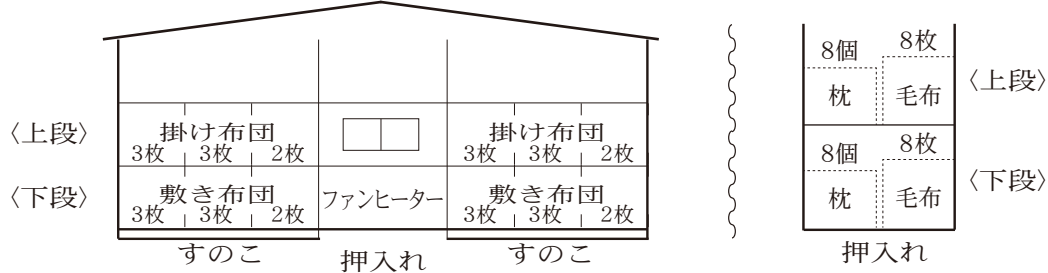 8個 8枚
〈上段〉 掛け布団 掛け布団 枕 毛布 〈上段〉
3枚 3枚 2枚 3枚 3枚 2枚
8個 8枚
〈下段〉 敷き布団 ファンヒーター 敷き布団 枕 毛布 〈下段〉
3枚 3枚 2枚 3枚 3枚 2枚
すのこ 押入れ すのこ 押入れ